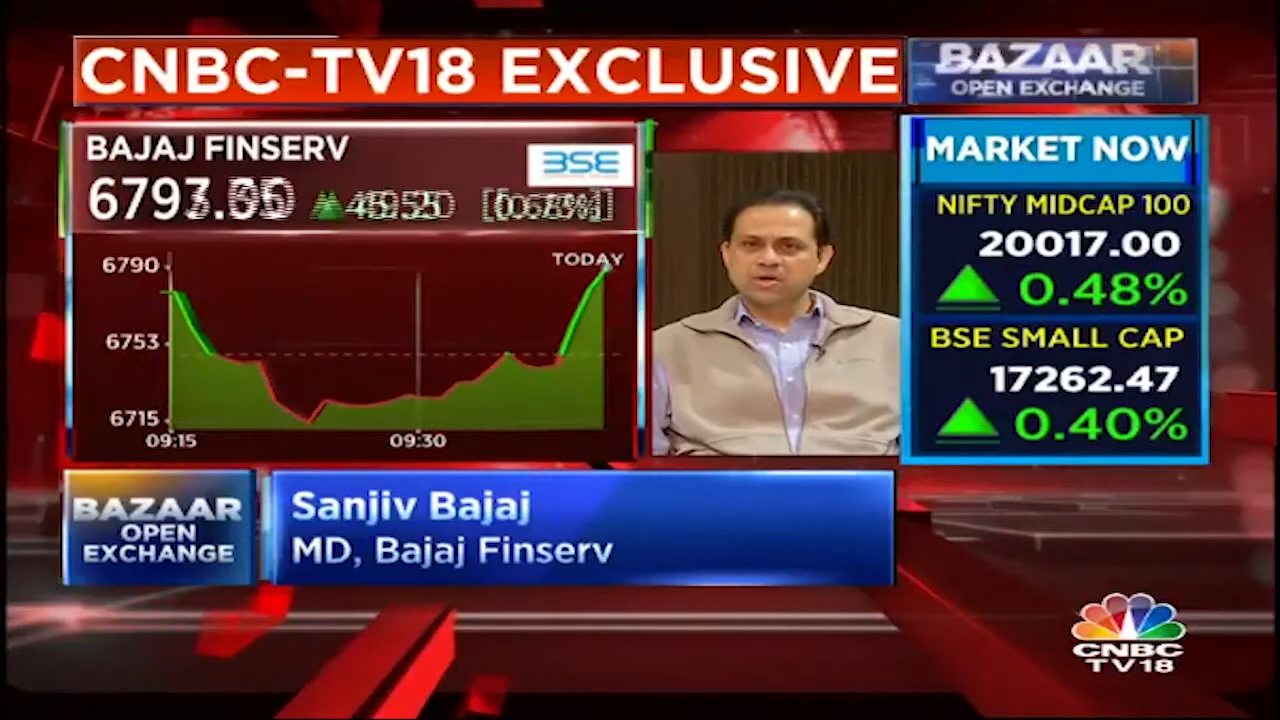 CNBC-TV18 EXCLUSIVE
BAZAAR
OPEN EXCHANGE
BAJAJ FINSERV
BSE
TODAY
6790
6753
6715
09:15
09:30
MARKET NOW
NIFTY MIDCAP 100
20017.00
0.48%
BSE SMALL CAP
17262.47
0.40%
BAZAAR
OPEN
EXCHANGE
Sanjiv Bajaj
MD, Bajaj Finserv
CNBC
TV18